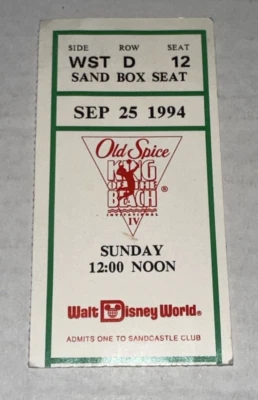 SIDE ROW SEAT
WST D 12
SAND BOX SEAT
SEP 25 1994
Old Spice
KING
OF THE
BEACH®
INVITATIONAL
IV
SUNDAY
12:00 NOON
Walt Disney World®
ADMITS ONE TO SANDCASTLE CLUB